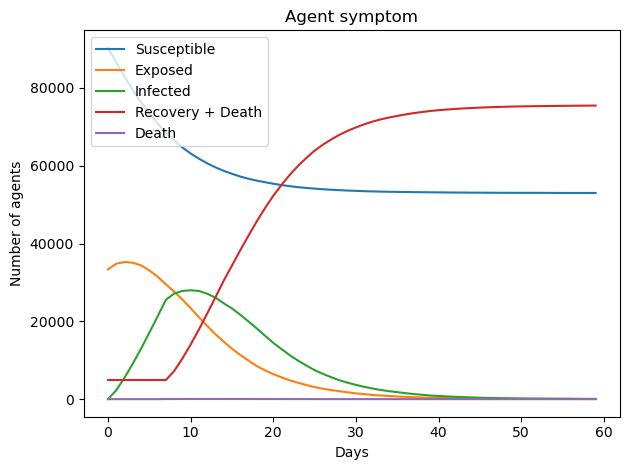 Agent symptom
Susceptible
Exposed
Infected
Recovery + Death
Death
Number of agents
80000
60000
40000
20000
0
0 10 20 30 40 50 60
Days